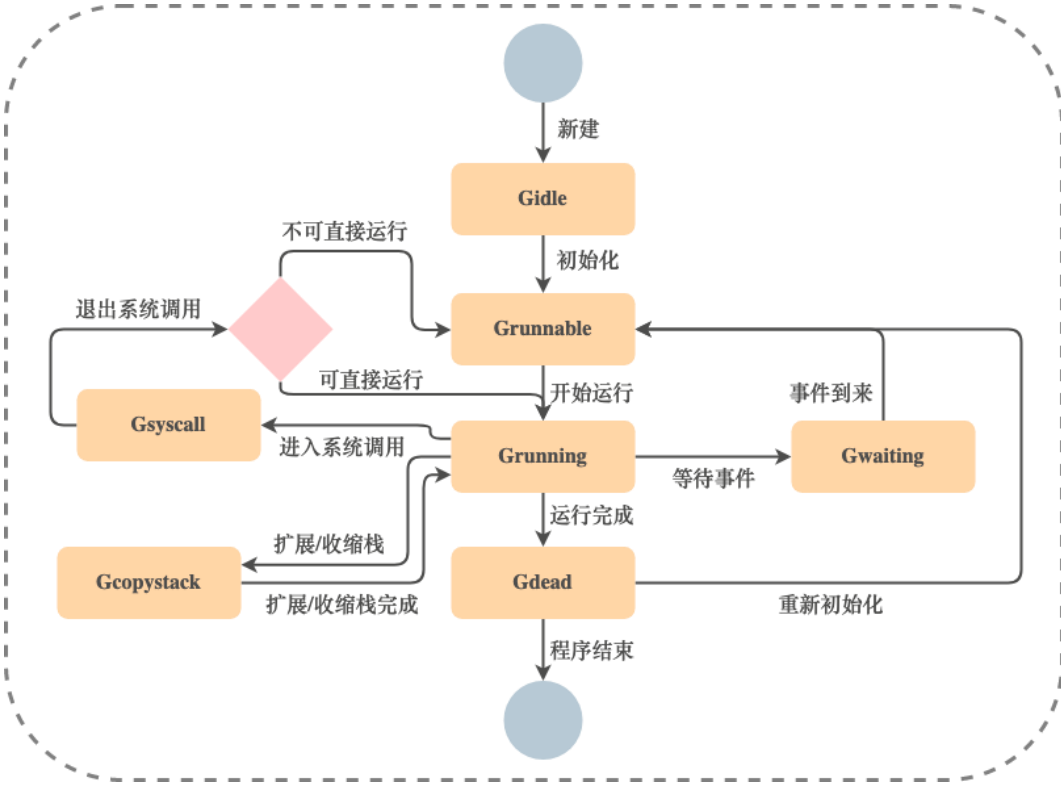 新建
Gidle
不可直接运行
初始化
退出系统调用
Grunnable
可直接运行
开始运行
事件到来
Gsyscall
进入系统调用
Grunning
Gwaiting
等待事件
运行完成
扩展/收缩栈
Gcopystack
Gdead
扩展/收缩栈完成
重新初始化
程序结束